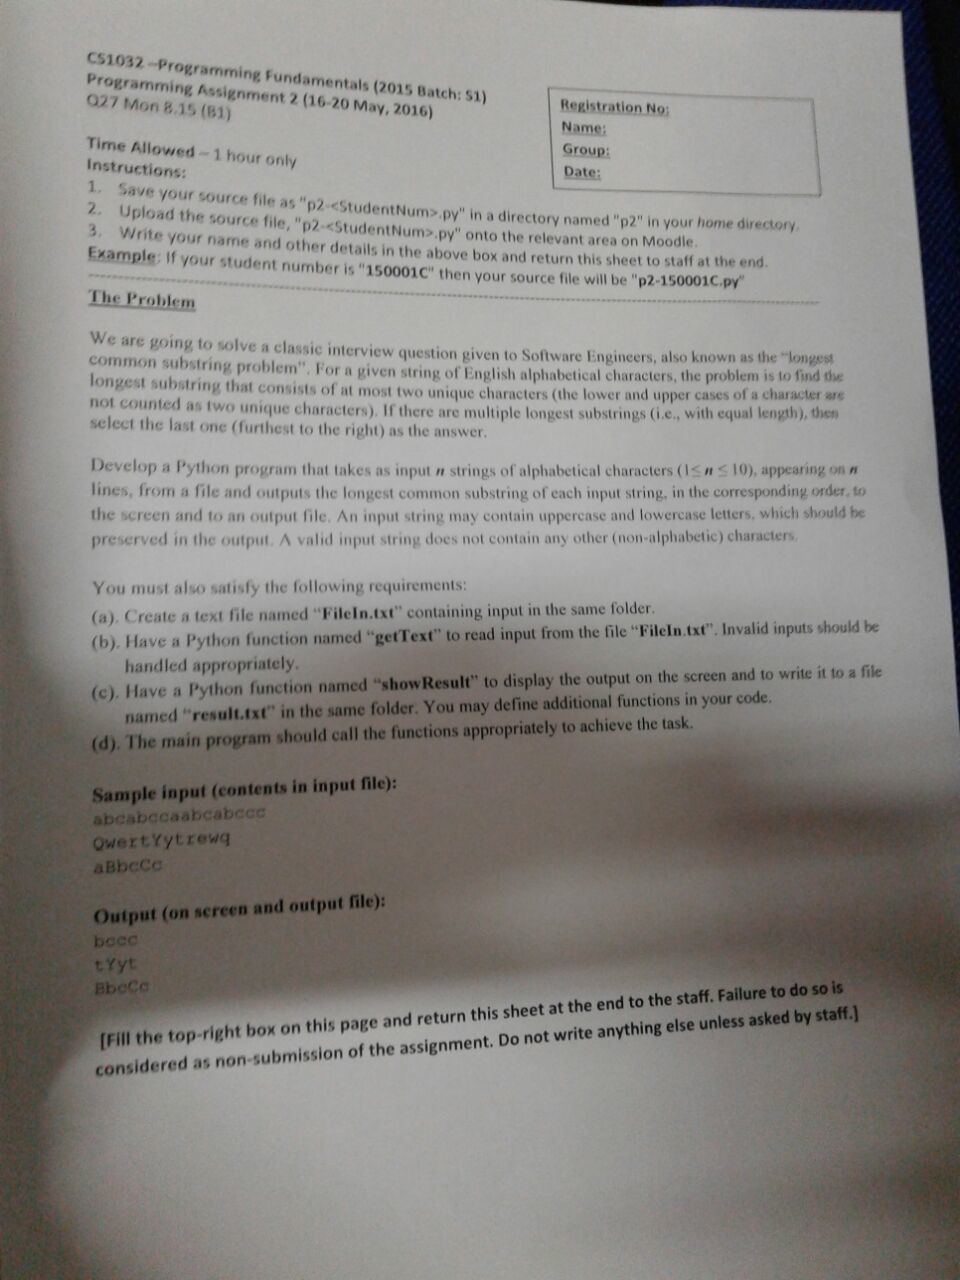 CS1032 –Programming Fundamentals (2015 Batch: S1)
Programming Assignment 2 (16-20 May, 2016)
Q27 Mon 8.15 (B1)
Registration No:
Name:
Group:
Date:
Time Allowed – 1 hour only
Instructions:
1. Save your source file as "p2-<StudentNum>.py" in a directory named "p2" in your home directory.
2. Upload the source file, "p2-<StudentNum>.py" onto the relevant area on Moodle.
3. Write your name and other details in the above box and return this sheet to staff at the end.
Example: If your student number is "150001C" then your source file will be "p2-150001C.py"
The Problem
We are going to solve a classic interview question given to Software Engineers, also known as the "longest
common substring problem". For a given string of English alphabetical characters, the problem is to find the
longest substring that consists of at most two unique characters (the lower and upper cases of a character are
not counted as two unique characters). If there are multiple longest substrings (i.e., with equal length), then
select the last one (furthest to the right) as the answer.
Develop a Python program that takes as input n strings of alphabetical characters (1≤ n ≤ 10), appearing on n
lines, from a file and outputs the longest common substring of each input string, in the corresponding order, to
the screen and to an output file. An input string may contain uppercase and lowercase letters, which should be
preserved in the output. A valid input string does not contain any other (non-alphabetic) characters.
You must also satisfy the following requirements:
(a). Create a text file named "FileIn.txt" containing input in the same folder.
(b). Have a Python function named "getText" to read input from the file "FileIn.txt". Invalid inputs should be
handled appropriately.
(c). Have a Python function named "showResult" to display the output on the screen and to write it to a file
named "result.txt" in the same folder. You may define additional functions in your code.
(d). The main program should call the functions appropriately to achieve the task.
Sample input (contents in input file):
abcabccaabcabccc
QwertYytrewq
aBbcCc
Output (on screen and output file):
bccc
tYyt
BbcCc
[Fill the top-right box on this page and return this sheet at the end to the staff. Failure to do so is
considered as non-submission of the assignment. Do not write anything else unless asked by staff.]